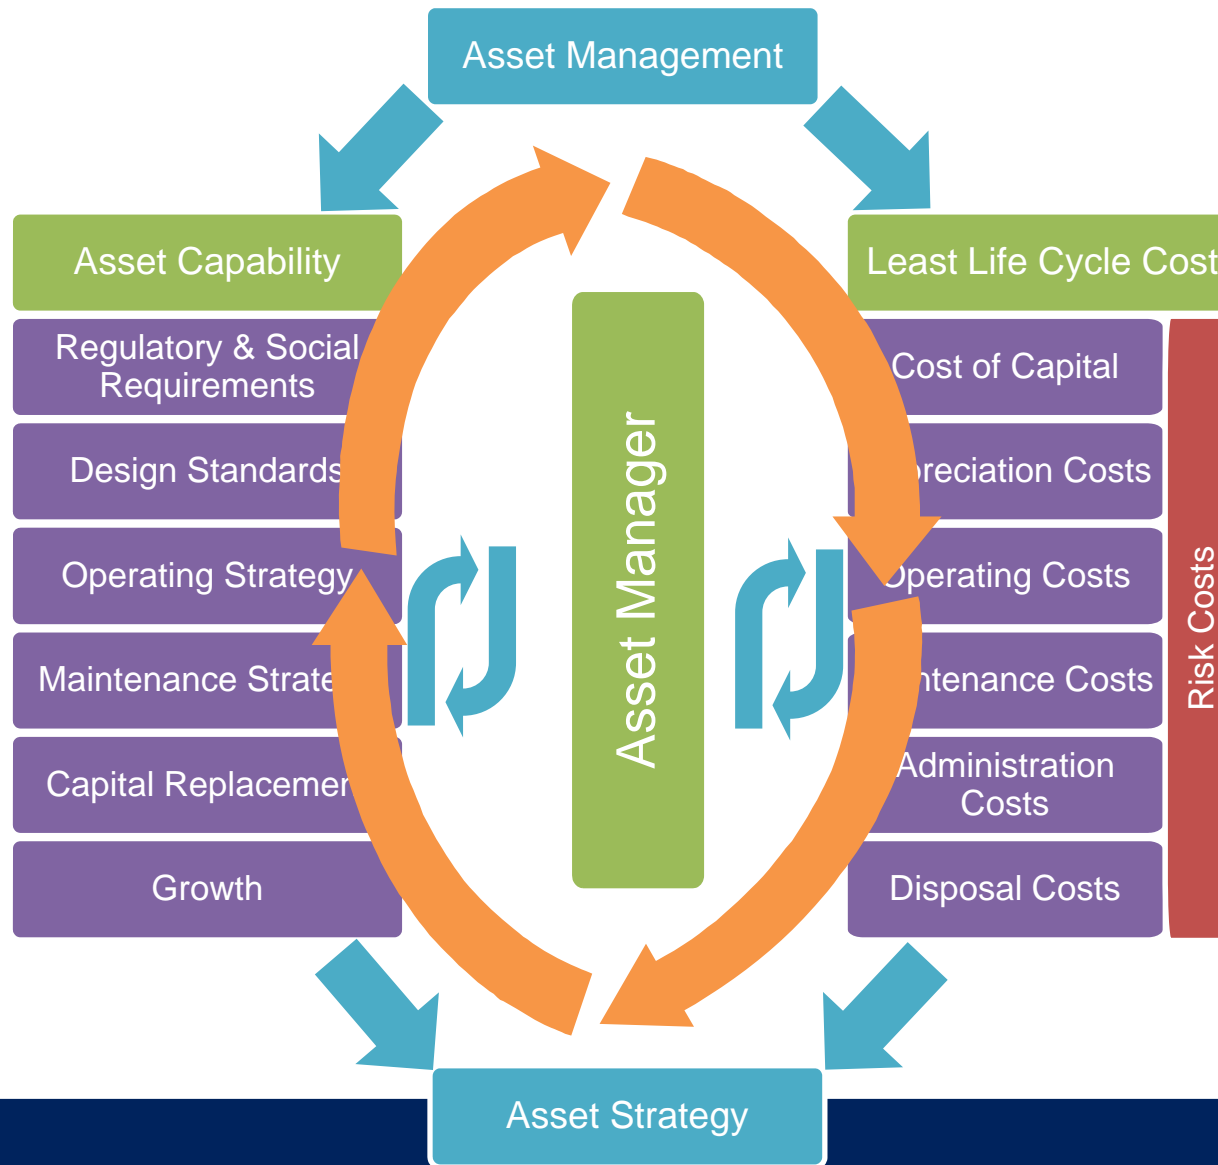 Asset Management
Asset Capability
Regulatory & Social
Requirements
Design Standards
Operating Strategy
Maintenance Strate
Capital Replacemen
Growth
Asset Manager
Least Life Cycle Cost
Cost of Capital
preciation Costs
Operating Costs
ntenance Costs
Administration
Costs
Disposal Costs
Risk Costs
Asset Strategy